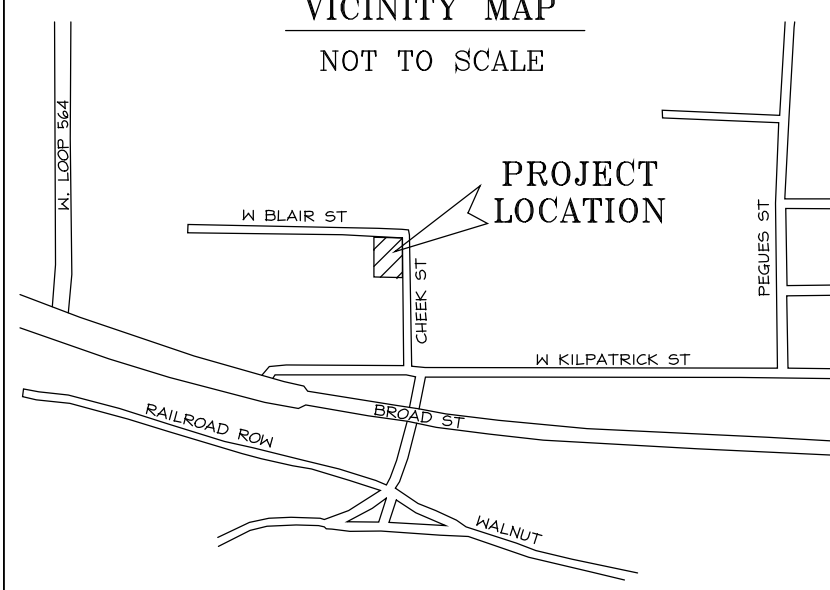 VICINITY MAP
NOT TO SCALE
W. LOOP 564
PROJECT
LOCATION
W BLAIR ST
PEGUES ST
CHEEK ST
W KILPATRICK ST
BROAD ST
RAILROAD ROW
WALNUT